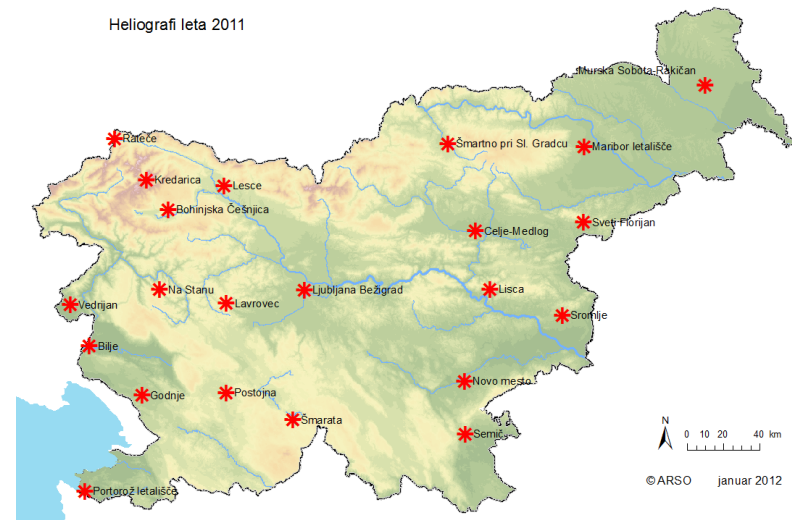 Heliografi leta 2011
Murska Sobota-Rakičan
Rateče
Šmartno pri Sl. Gradcu
Maribor letališče
Kredarica
Lesce
Bohinjska Češnjica
Sveti Florijan
Celje-Medlog
Na Stanu
Ljubljana Bežigrad
Lisca
Vedrijan
Lavrovec
Sromlje
Bilje
Novo mesto
Godnje
Postojna
Šmarata
Semič
N
0 10 20 40 km
Portorož letališče
©ARSO januar 2012